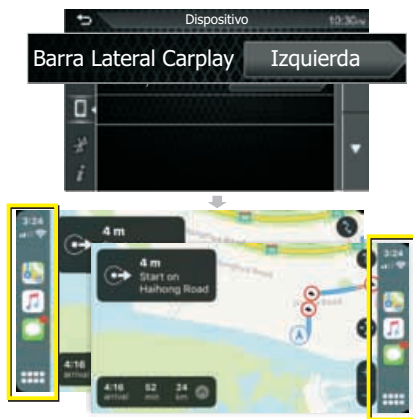 Dispositivo
10:30
Barra Lateral Carplay
Izquierda
3:24
4 m
4 m
Start on
Haihong Road
4:16
arrival
4:16
arrival
52
min
24
km
3:24